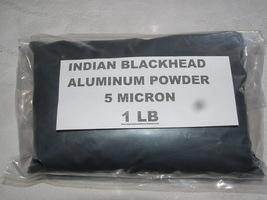 INDIAN BLACKHEAD
ALUMINUM POWDER
5 MICRON
1 LB